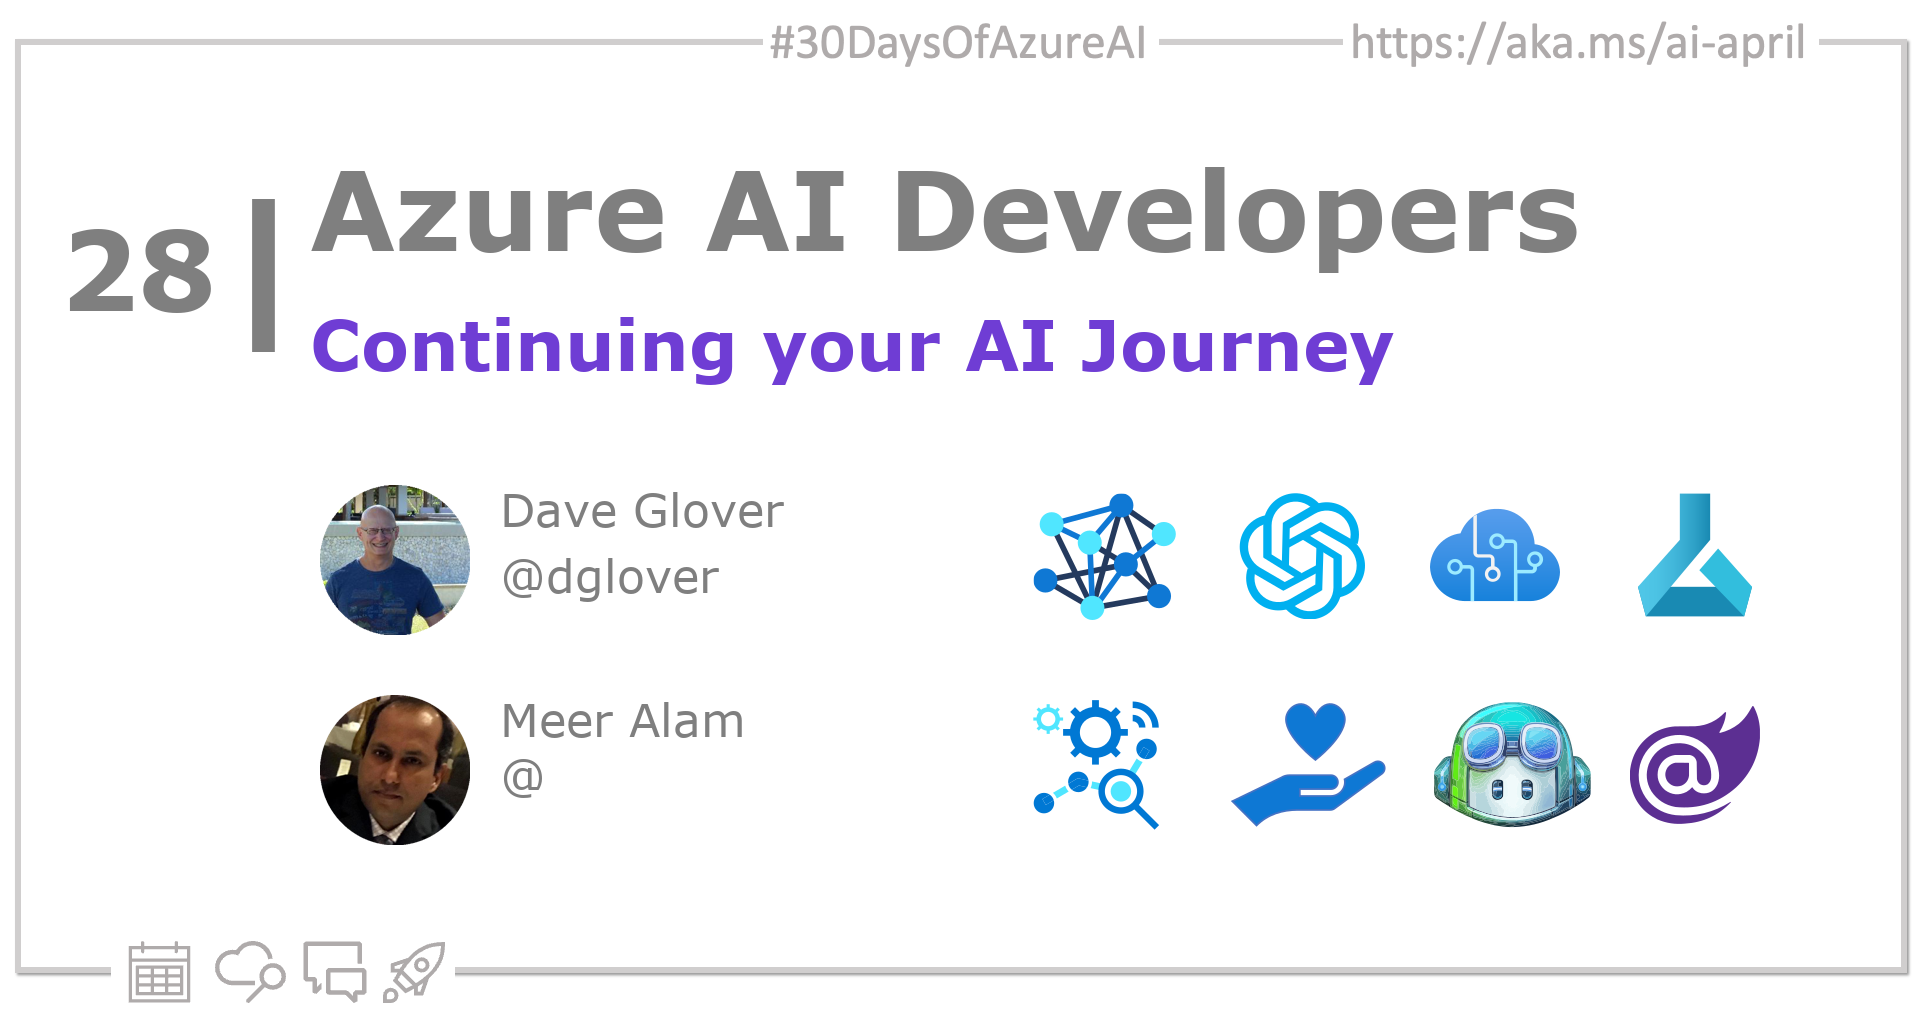 #30DaysOfAzureAI
https://aka.ms/ai-april
28
Azure AI Developers
Continuing your AI Journey
Dave Glover
@dglover
Meer Alam
@
@